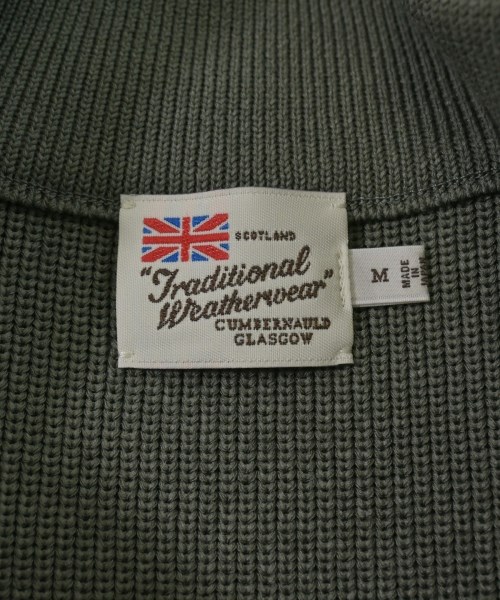 SCOTLAND
"Traditional
Weatherwear"
CUMBERNAULD
GLASGOW
M
MADE
IN